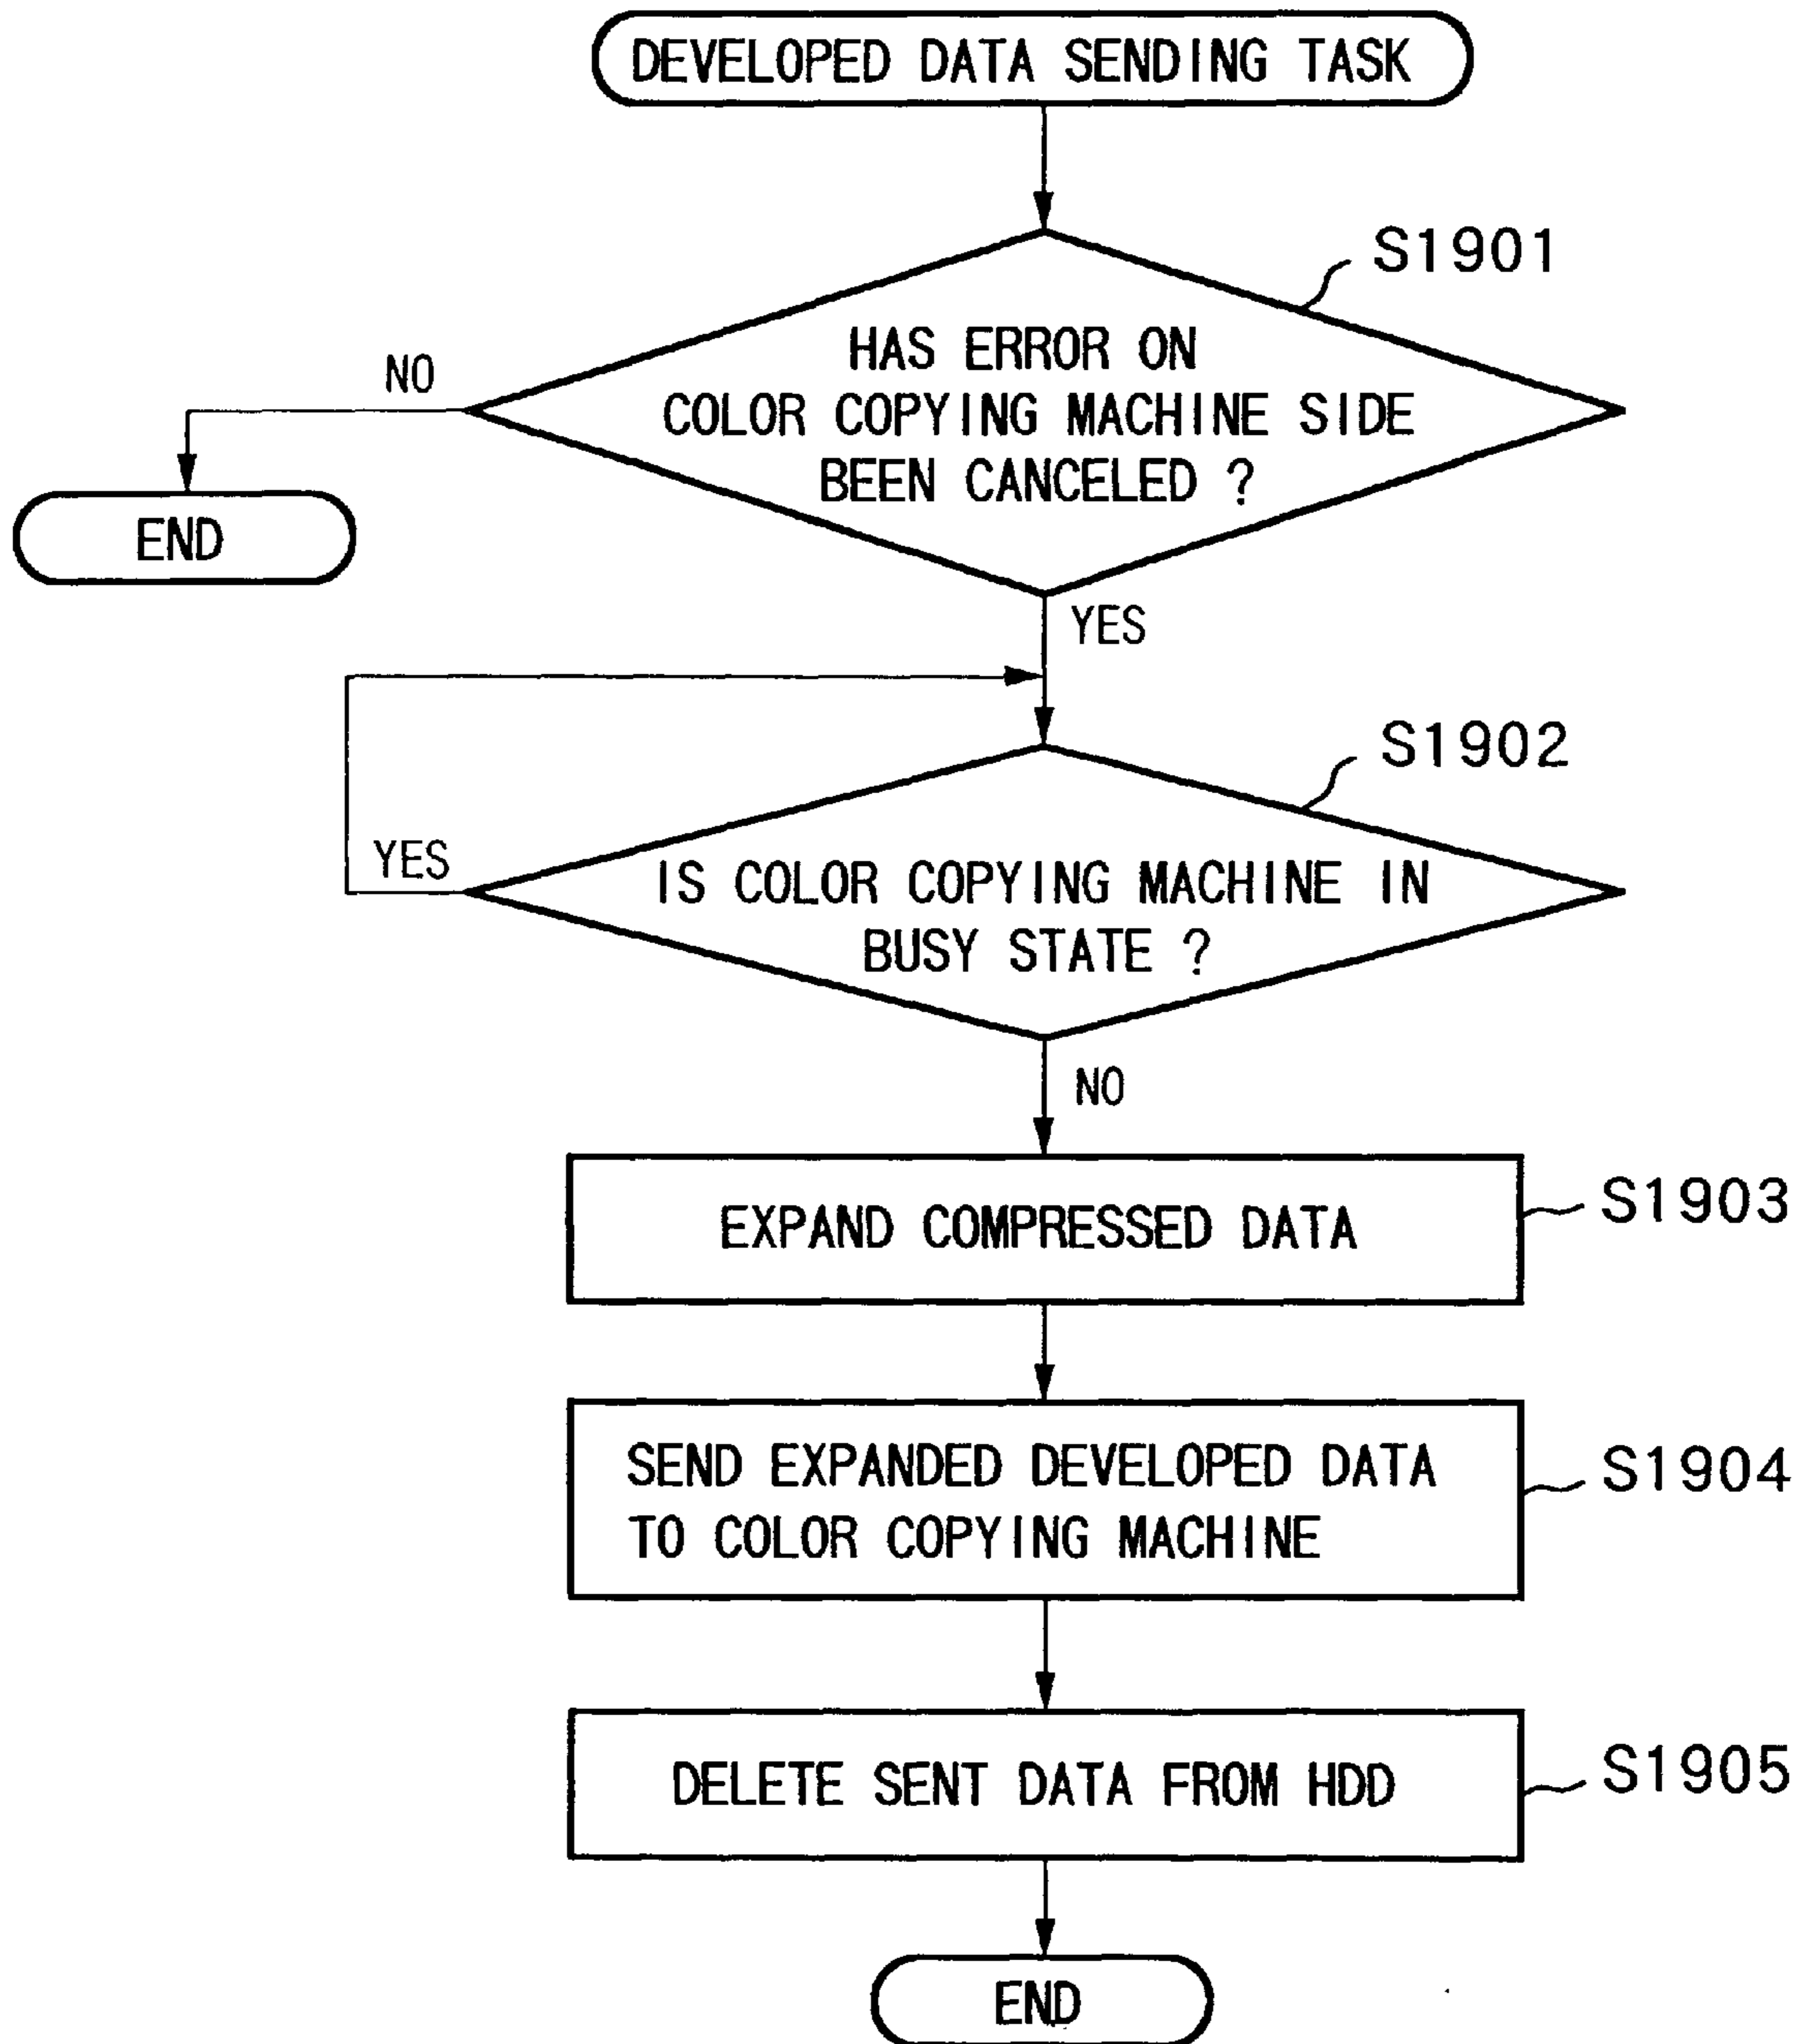 DEVELOPED DATA SENDING TASK
S1901
HAS ERROR ON
COLOR COPYING MACHINE SIDE
BEEN CANCELED ?
NO
END
YES
S1902
YES
IS COLOR COPYING MACHINE IN
BUSY STATE ?
NO
EXPAND COMPRESSED DATA
S1903
SEND EXPANDED DEVELOPED DATA
TO COLOR COPYING MACHINE
S1904
DELETE SENT DATA FROM HDD
S1905
END